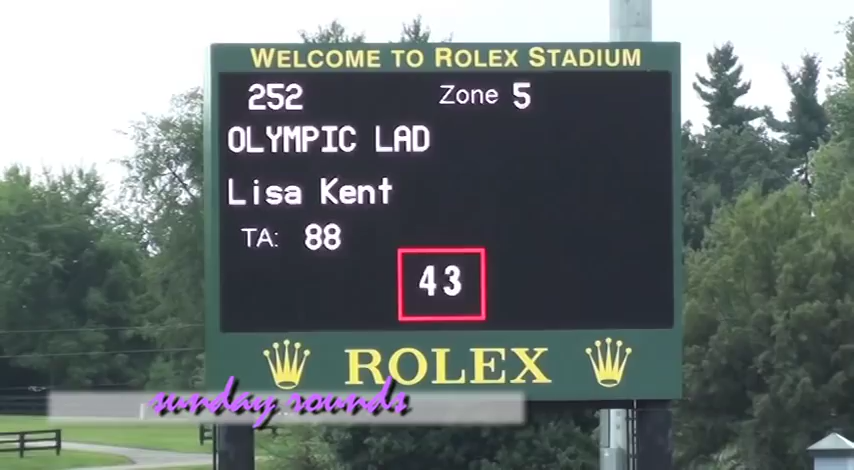 WELCOME TO ROLEX STADIUM
252 Zone 5
OLYMPIC LAD
Lisa Kent
TA: 88
43
ROLEX
sunday rounds